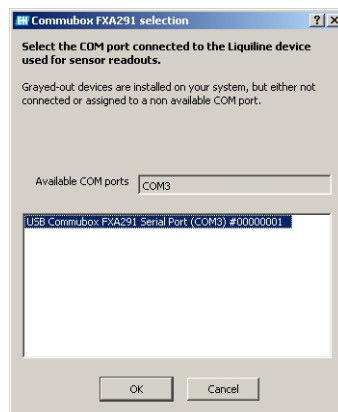 EH Commubox FXA291 selection
Select the COM port connected to the Liquiline device
used for sensor readouts.
Grayed-out devices are installed on your system, but either not
connected or assigned to a non available COM port.
Available COM ports COM3
USB Commubox FXA291 Serial Port (COM3) #00000001
OK Cancel